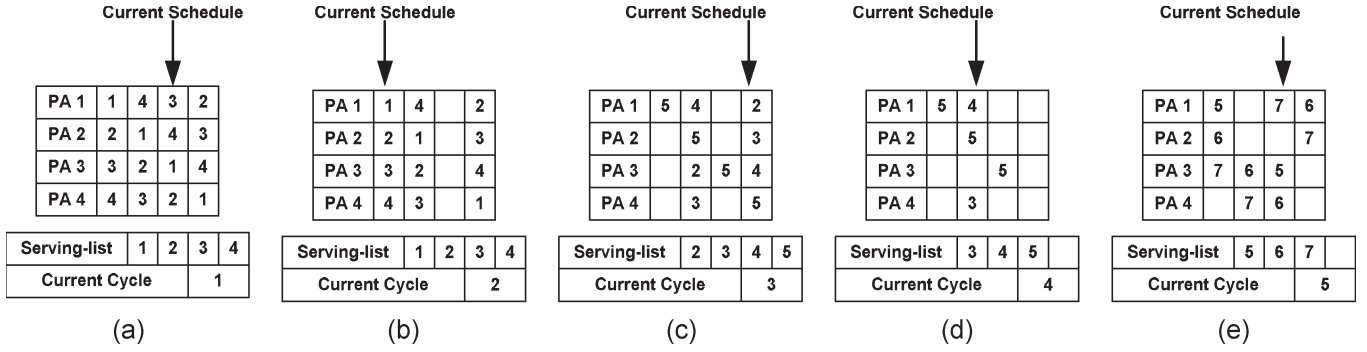 Current Schedule
PA 1 1 4 3 2
PA 2 2 1 4 3
PA 3 3 2 1 4
PA 4 4 3 2 1
Serving-list 1 2 3 4
Current Cycle 1
(a)
Current Schedule
PA 1 1 4 2
PA 2 2 1 3
PA 3 3 2 4
PA 4 4 3 1
Serving-list 1 2 3 4
Current Cycle 2
(b)
Current Schedule
PA 1 5 4 2
PA 2 5 3
PA 3 2 5 4
PA 4 3 5
Serving-list 2 3 4 5
Current Cycle 3
(c)
Current Schedule
PA 1 5 4
PA 2 5
PA 3 5
PA 4 3
Serving-list 3 4 5
Current Cycle 4
(d)
Current Schedule
PA 1 5 7 6
PA 2 6 7
PA 3 7 6 5
PA 4 7 6
Serving-list 5 6 7
Current Cycle 5
(e)